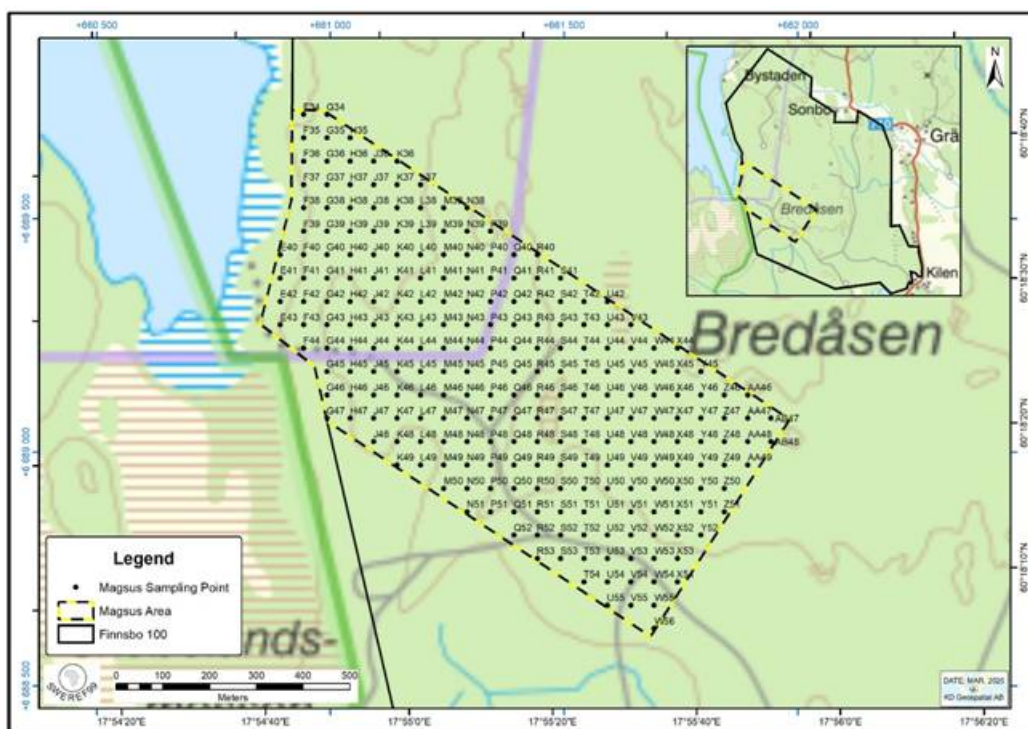 +660 500 +661 000 +661 500 +662 000
N
Bystaden
Sonbo
Grä
Bredåsen
Kilen
60°18'40"N
60°18'30"N
60°18'20"N
60°18'10"N
+6 689 500
+6 689 000
+6 688 500
F34 G34
F35 G35 H35
F36 G36 H36 J36 K36
F37 G37 H37 J37 K37 L37
F38 G38 H38 J38 K38 L38 M38 N38
F39 G39 H39 J39 K39 L39 M39 N39 P39
E40 F40 G40 H40 J40 K40 L40 M40 N40 P40 Q40 R40
E41 F41 G41 H41 J41 K41 L41 M41 N41 P41 Q41 R41 S41
E42 F42 G42 H42 J42 K42 L42 M42 N42 P42 Q42 R42 S42 T42 U42
E43 F43 G43 H43 J43 K43 L43 M43 N43 P43 Q43 R43 S43 T43 U43 V43
F44 G44 H44 J44 K44 L44 M44 N44 P44 Q44 R44 S44 T44 U44 V44 W44 X44
Bredåsen
G45 H45 J45 K45 L45 M45 N45 P45 Q45 R45 S45 T45 U45 V45 W45 X45 Y45
G46 H46 J46 K46 L46 M46 N46 P46 Q46 R46 S46 T46 U46 V46 W46 X46 Y46 Z46 AA46
G47 H47 J47 K47 L47 M47 N47 P47 Q47 R47 S47 T47 U47 V47 W47 X47 Y47 Z47 AA47 AB47
J48 K48 L48 M48 N48 P48 Q48 R48 S48 T48 U48 V48 W48 X48 Y48 Z48 AA48 AB48
K49 L49 M49 N49 P49 Q49 R49 S49 T49 U49 V49 W49 X49 Y49 Z49 AA49
M50 N50 P50 Q50 R50 S50 T50 U50 V50 W50 X50 Y50 Z50
N51 P51 Q51 R51 S51 T51 U51 V51 W51 X51 Y51 Z51
Q52 R52 S52 T52 U52 V52 W52 X52 Y52
R53 S53 T53 U53 V53 W53 X53
T54 U54 V54 W54 X54
U55 V55 W55
W56
Legend
Magsus Sampling Point
Magsus Area
Finnsbo 100
nds-
SWEREF99
0 100 200 300 400 500
Meters
DATE: MAR. 2025
KD Geospatial AB
17°54'20"E 17°54'40"E 17°55'0"E 17°55'20"E 17°55'40"E 17°56'0"E 17°56'20"E